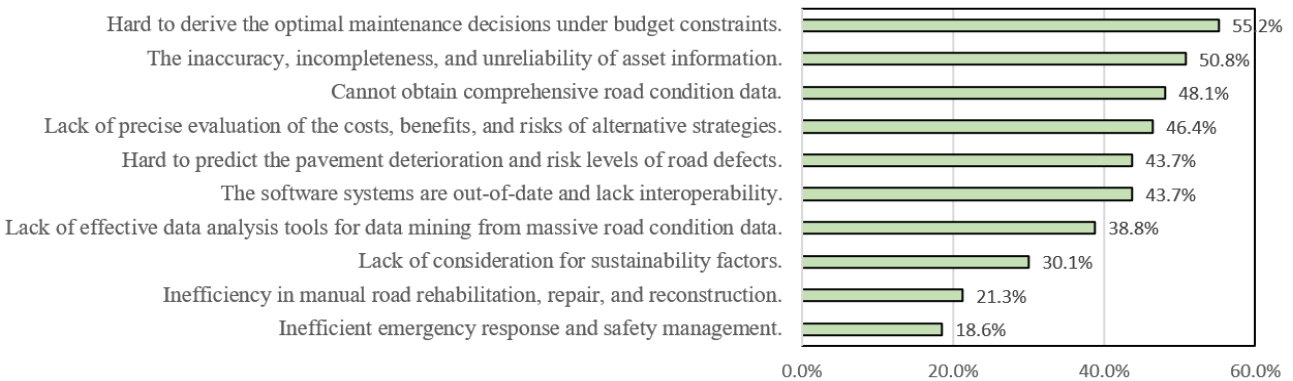 Hard to derive the optimal maintenance decisions under budget constraints. 55.2%
The inaccuracy, incompleteness, and unreliability of asset information. 50.8%
Cannot obtain comprehensive road condition data. 48.1%
Lack of precise evaluation of the costs, benefits, and risks of alternative strategies. 46.4%
Hard to predict the pavement deterioration and risk levels of road defects. 43.7%
The software systems are out-of-date and lack interoperability. 43.7%
Lack of effective data analysis tools for data mining from massive road condition data. 38.8%
Lack of consideration for sustainability factors. 30.1%
Inefficiency in manual road rehabilitation, repair, and reconstruction. 21.3%
Inefficient emergency response and safety management. 18.6%
0.0% 20.0% 40.0% 60.0%